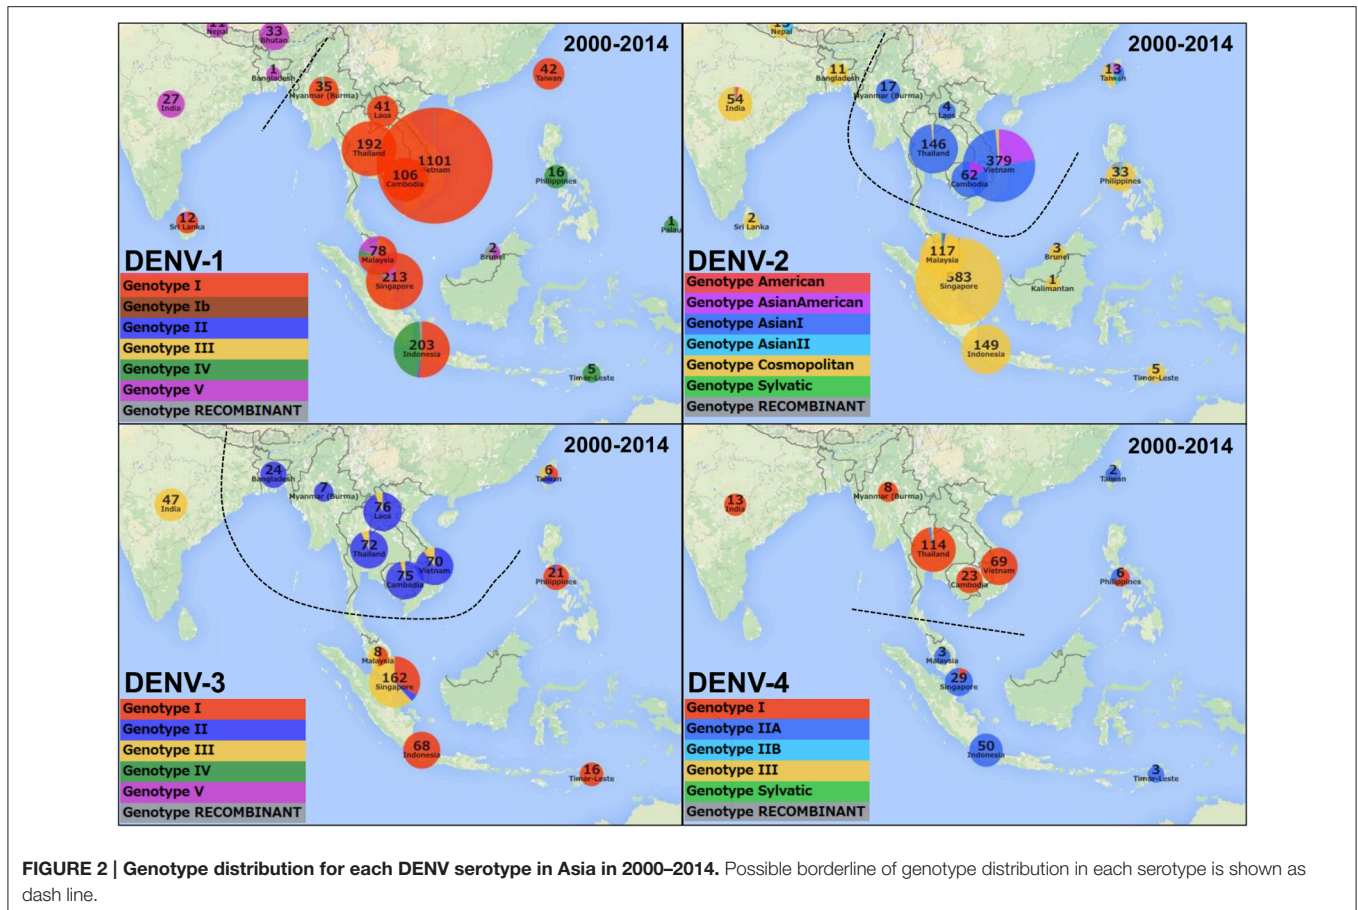 2000-2014
11
Nepal
33
Bhutan
1
Bangladesh
27
India
35
Myanmar (Burma)
42
Taiwan
41
Laos
192
Thailand
1101
Vietnam
106
Cambodia
16
Philippines
12
Sri Lanka
1
Palau
78
Malaysia
2
Brunei
213
Singapore
203
Indonesia
5
Timor-Leste
DENV-1
Genotype I
Genotype Ib
Genotype II
Genotype III
Genotype IV
Genotype V
Genotype RECOMBINANT
2000-2014
Nepal
11
Bangladesh
54
India
17
Myanmar (Burma)
13
Taiwan
4
Laos
146
Thailand
379
Vietnam
62
Cambodia
33
Philippines
2
Sri Lanka
117
Malaysia
3
Brunei
583
Singapore
1
Kalimantan
149
Indonesia
5
Timor-Leste
DENV-2
Genotype American
Genotype AsianAmerican
Genotype AsianI
Genotype AsianII
Genotype Cosmopolitan
Genotype Sylvatic
Genotype RECOMBINANT
2000-2014
24
Bangladesh
47
India
7
Myanmar (Burma)
6
Taiwan
76
Laos
72
Thailand
70
Vietnam
75
Cambodia
21
Philippines
8
Malaysia
162
Singapore
68
Indonesia
16
Timor-Leste
DENV-3
Genotype I
Genotype II
Genotype III
Genotype IV
Genotype V
Genotype RECOMBINANT
2000-2014
13
India
8
Myanmar (Burma)
2
Taiwan
114
Thailand
69
Vietnam
23
Cambodia
6
Philippines
3
Malaysia
29
Singapore
50
Indonesia
3
Timor-Leste
DENV-4
Genotype I
Genotype IIA
Genotype IIB
Genotype III
Genotype Sylvatic
Genotype RECOMBINANT
FIGURE 2 | Genotype distribution for each DENV serotype in Asia in 2000–2014. Possible borderline of genotype distribution in each serotype is shown as
dash line.